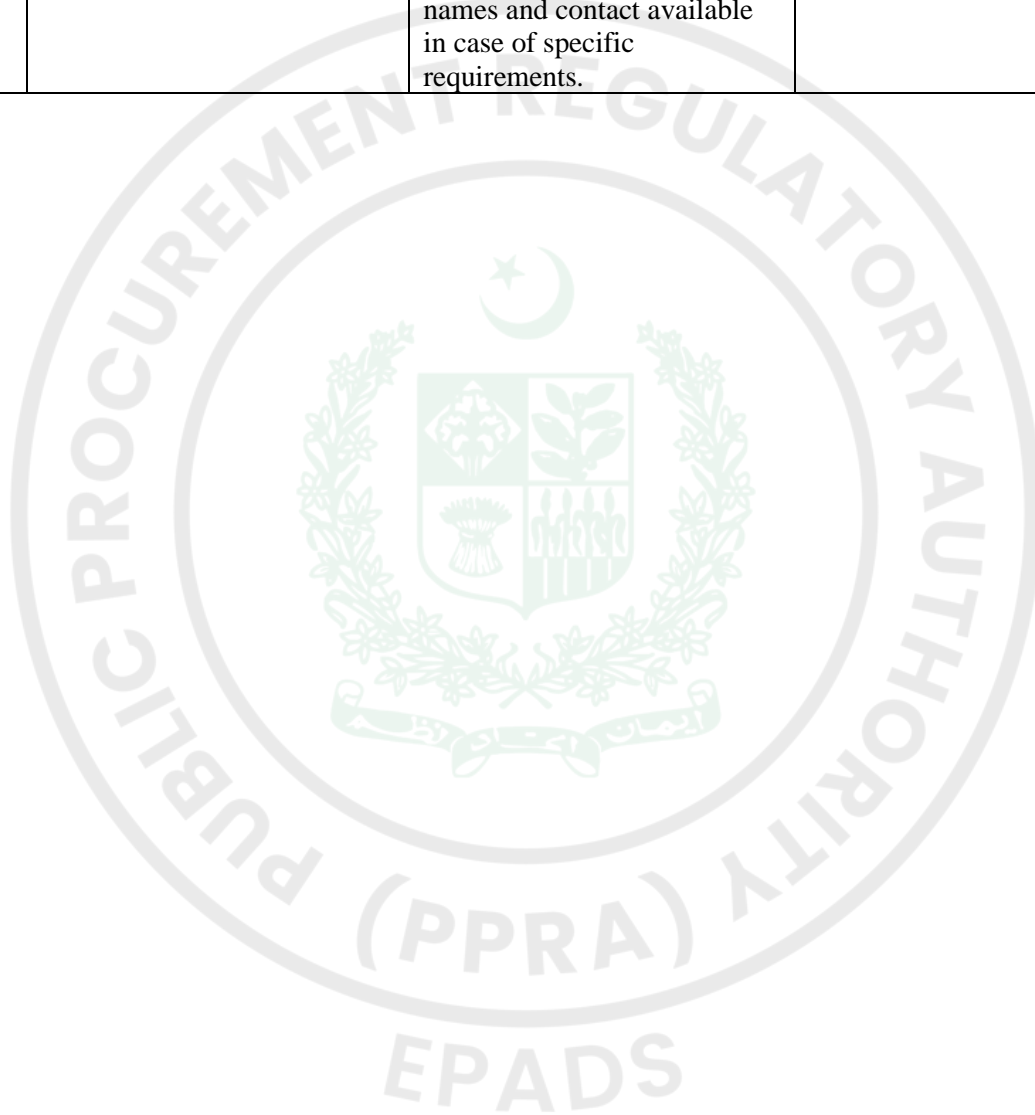 names and contact available
in case of specific
requirements.
PUBLIC PROCUREMENT REGULATORY AUTHORITY
(PPRA)
EPADS